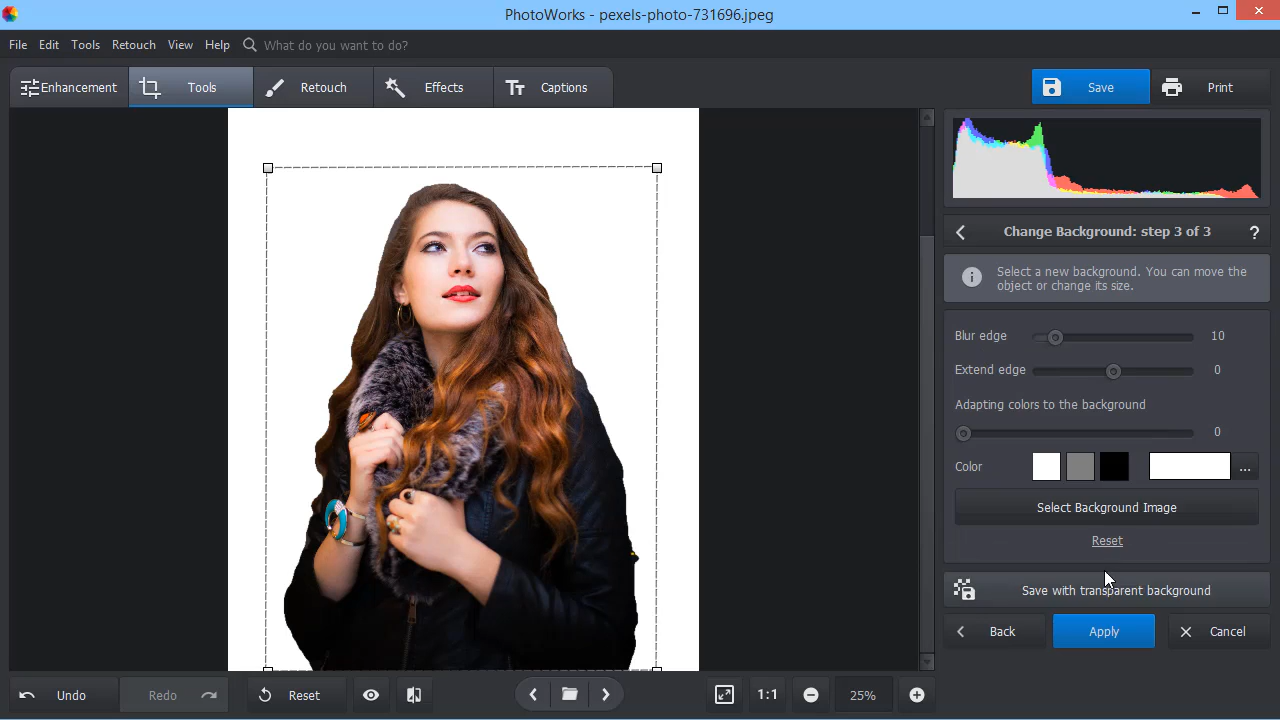 PhotoWorks - pexels-photo-731696.jpeg
File Edit Tools Retouch View Help What do you want to do?
Enhancement Tools Retouch Effects Captions Save Print
Change Background: step 3 of 3 ?
Select a new background. You can move the
object or change its size.
Blur edge 10
Extend edge 0
Adapting colors to the background
0
Color ...
Select Background Image
Reset
Save with transparent background
Back Apply Cancel
Undo Redo Reset 1:1 25%